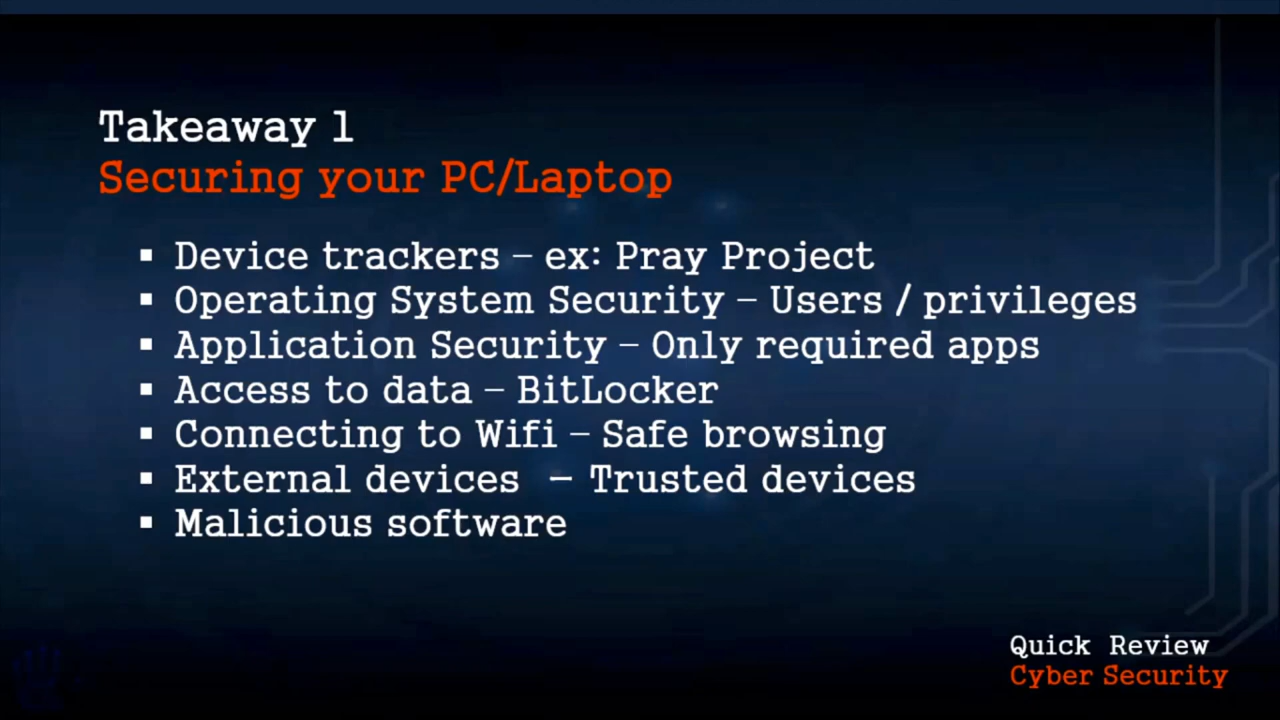 Takeaway 1
Securing your PC/Laptop
▪ Device trackers – ex: Pray Project
▪ Operating System Security – Users / privileges
▪ Application Security – Only required apps
▪ Access to data – BitLocker
▪ Connecting to Wifi – Safe browsing
▪ External devices – Trusted devices
▪ Malicious software
Quick Review
Cyber Security